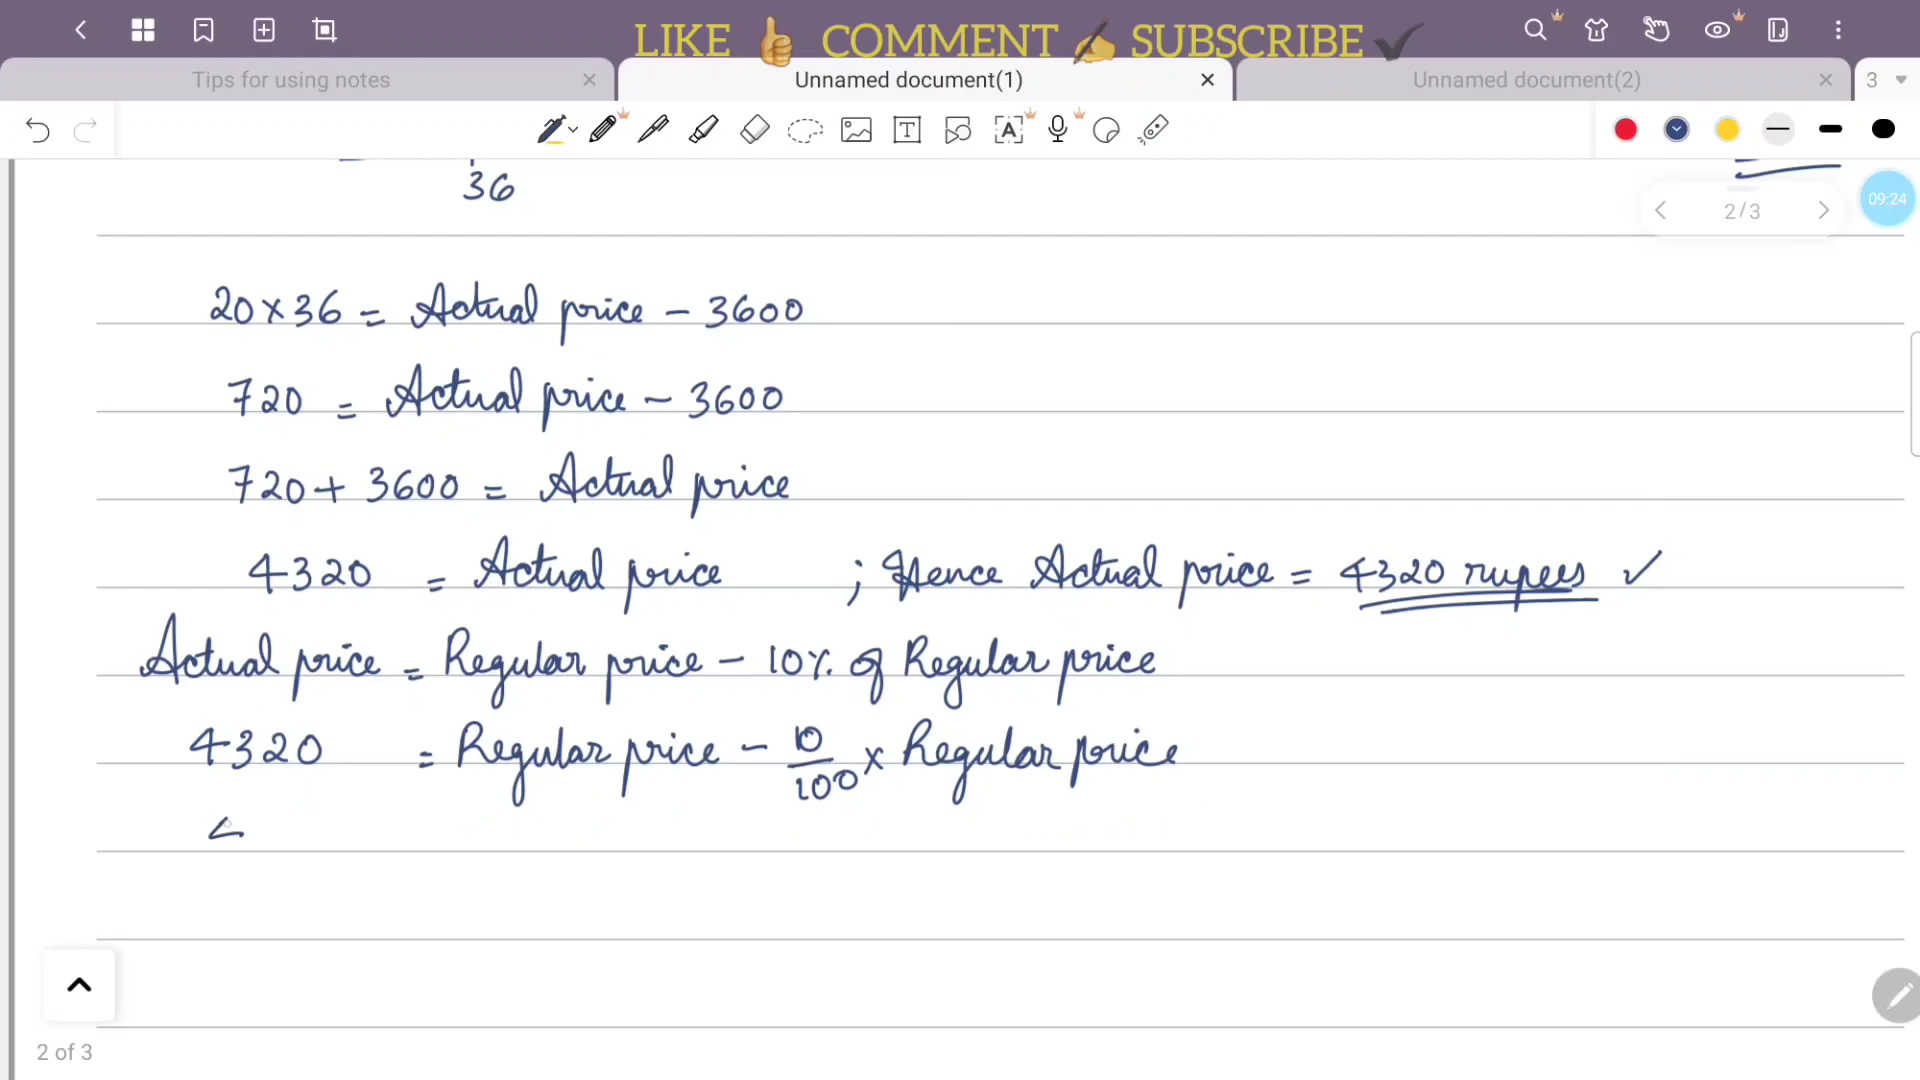 LIKE 👍 COMMENT ✍ SUBSCRIBE ✔
Tips for using notes
Unnamed document(1)
Unnamed document(2)
3
36
2/3
09:24
20×36 = Actual price - 3600
720 = Actual price - 3600
720 + 3600 = Actual price
4320 = Actual price ; Hence Actual price = 4320 rupees ✓
Actual price = Regular price - 10% of Regular price
4320 = Regular price - 10/100 × Regular price
2 of 3